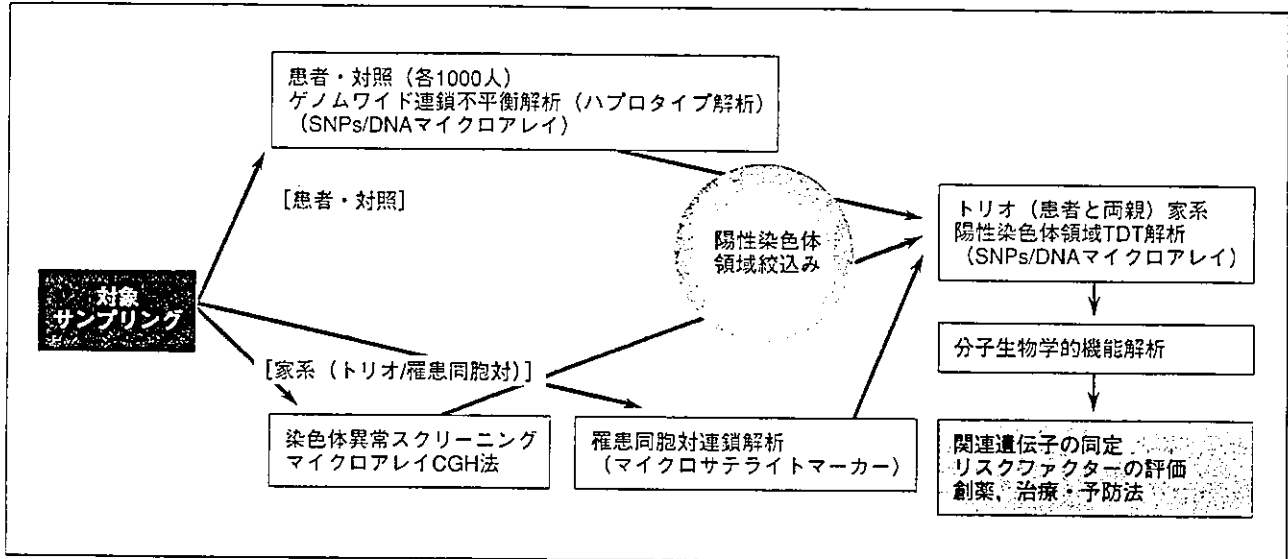 患者・対照（各1000人）
ゲノムワイド連鎖不平衡解析（ハプロタイプ解析）
（SNPs/DNAマイクロアレイ）
［患者・対照］
陽性染色体
領域絞込み
トリオ（患者と両親）家系
陽性染色体領域TDT解析
（SNPs/DNAマイクロアレイ）
対象
サンプリング
分子生物学的機能解析
［家系（トリオ/罹患同胞対）］
染色体異常スクリーニング
マイクロアレイCGH法
罹患同胞対連鎖解析
（マイクロサテライトマーカー）
関連遺伝子の同定
リスクファクターの評価
創薬，治療・予防法